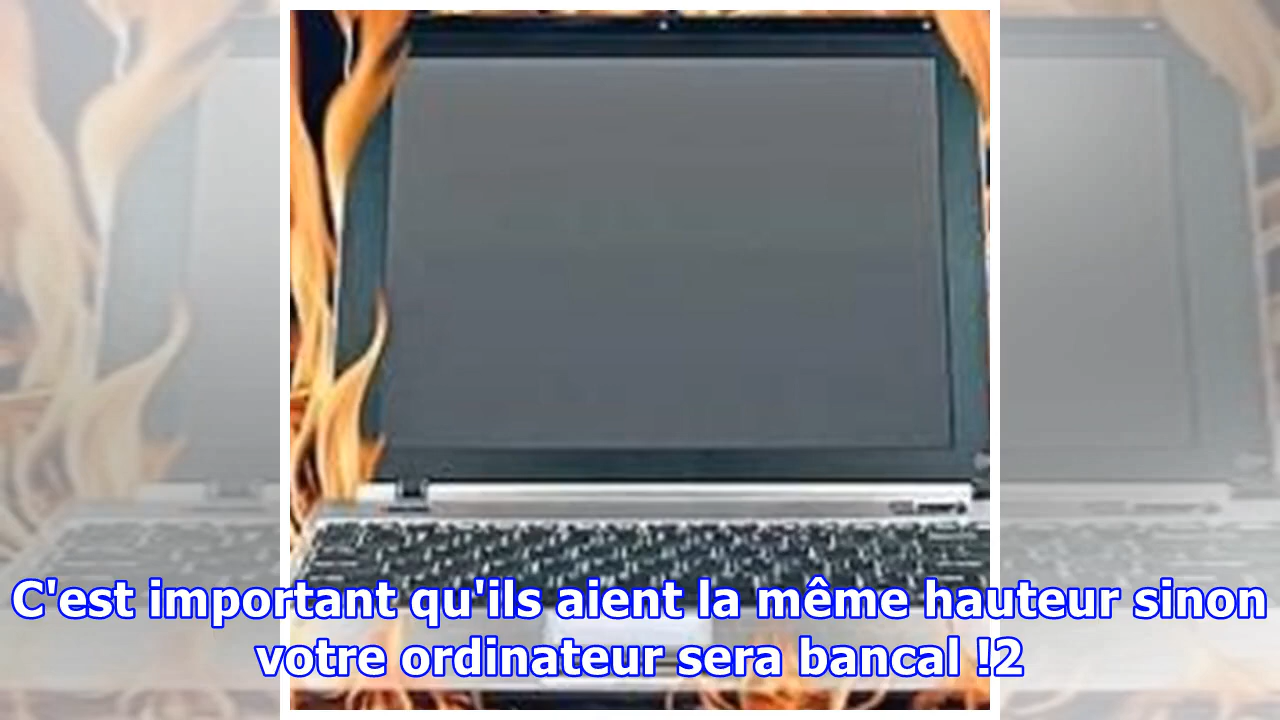 C'est important qu'ils aient la même hauteur sinon
votre ordinateur sera bancal !2